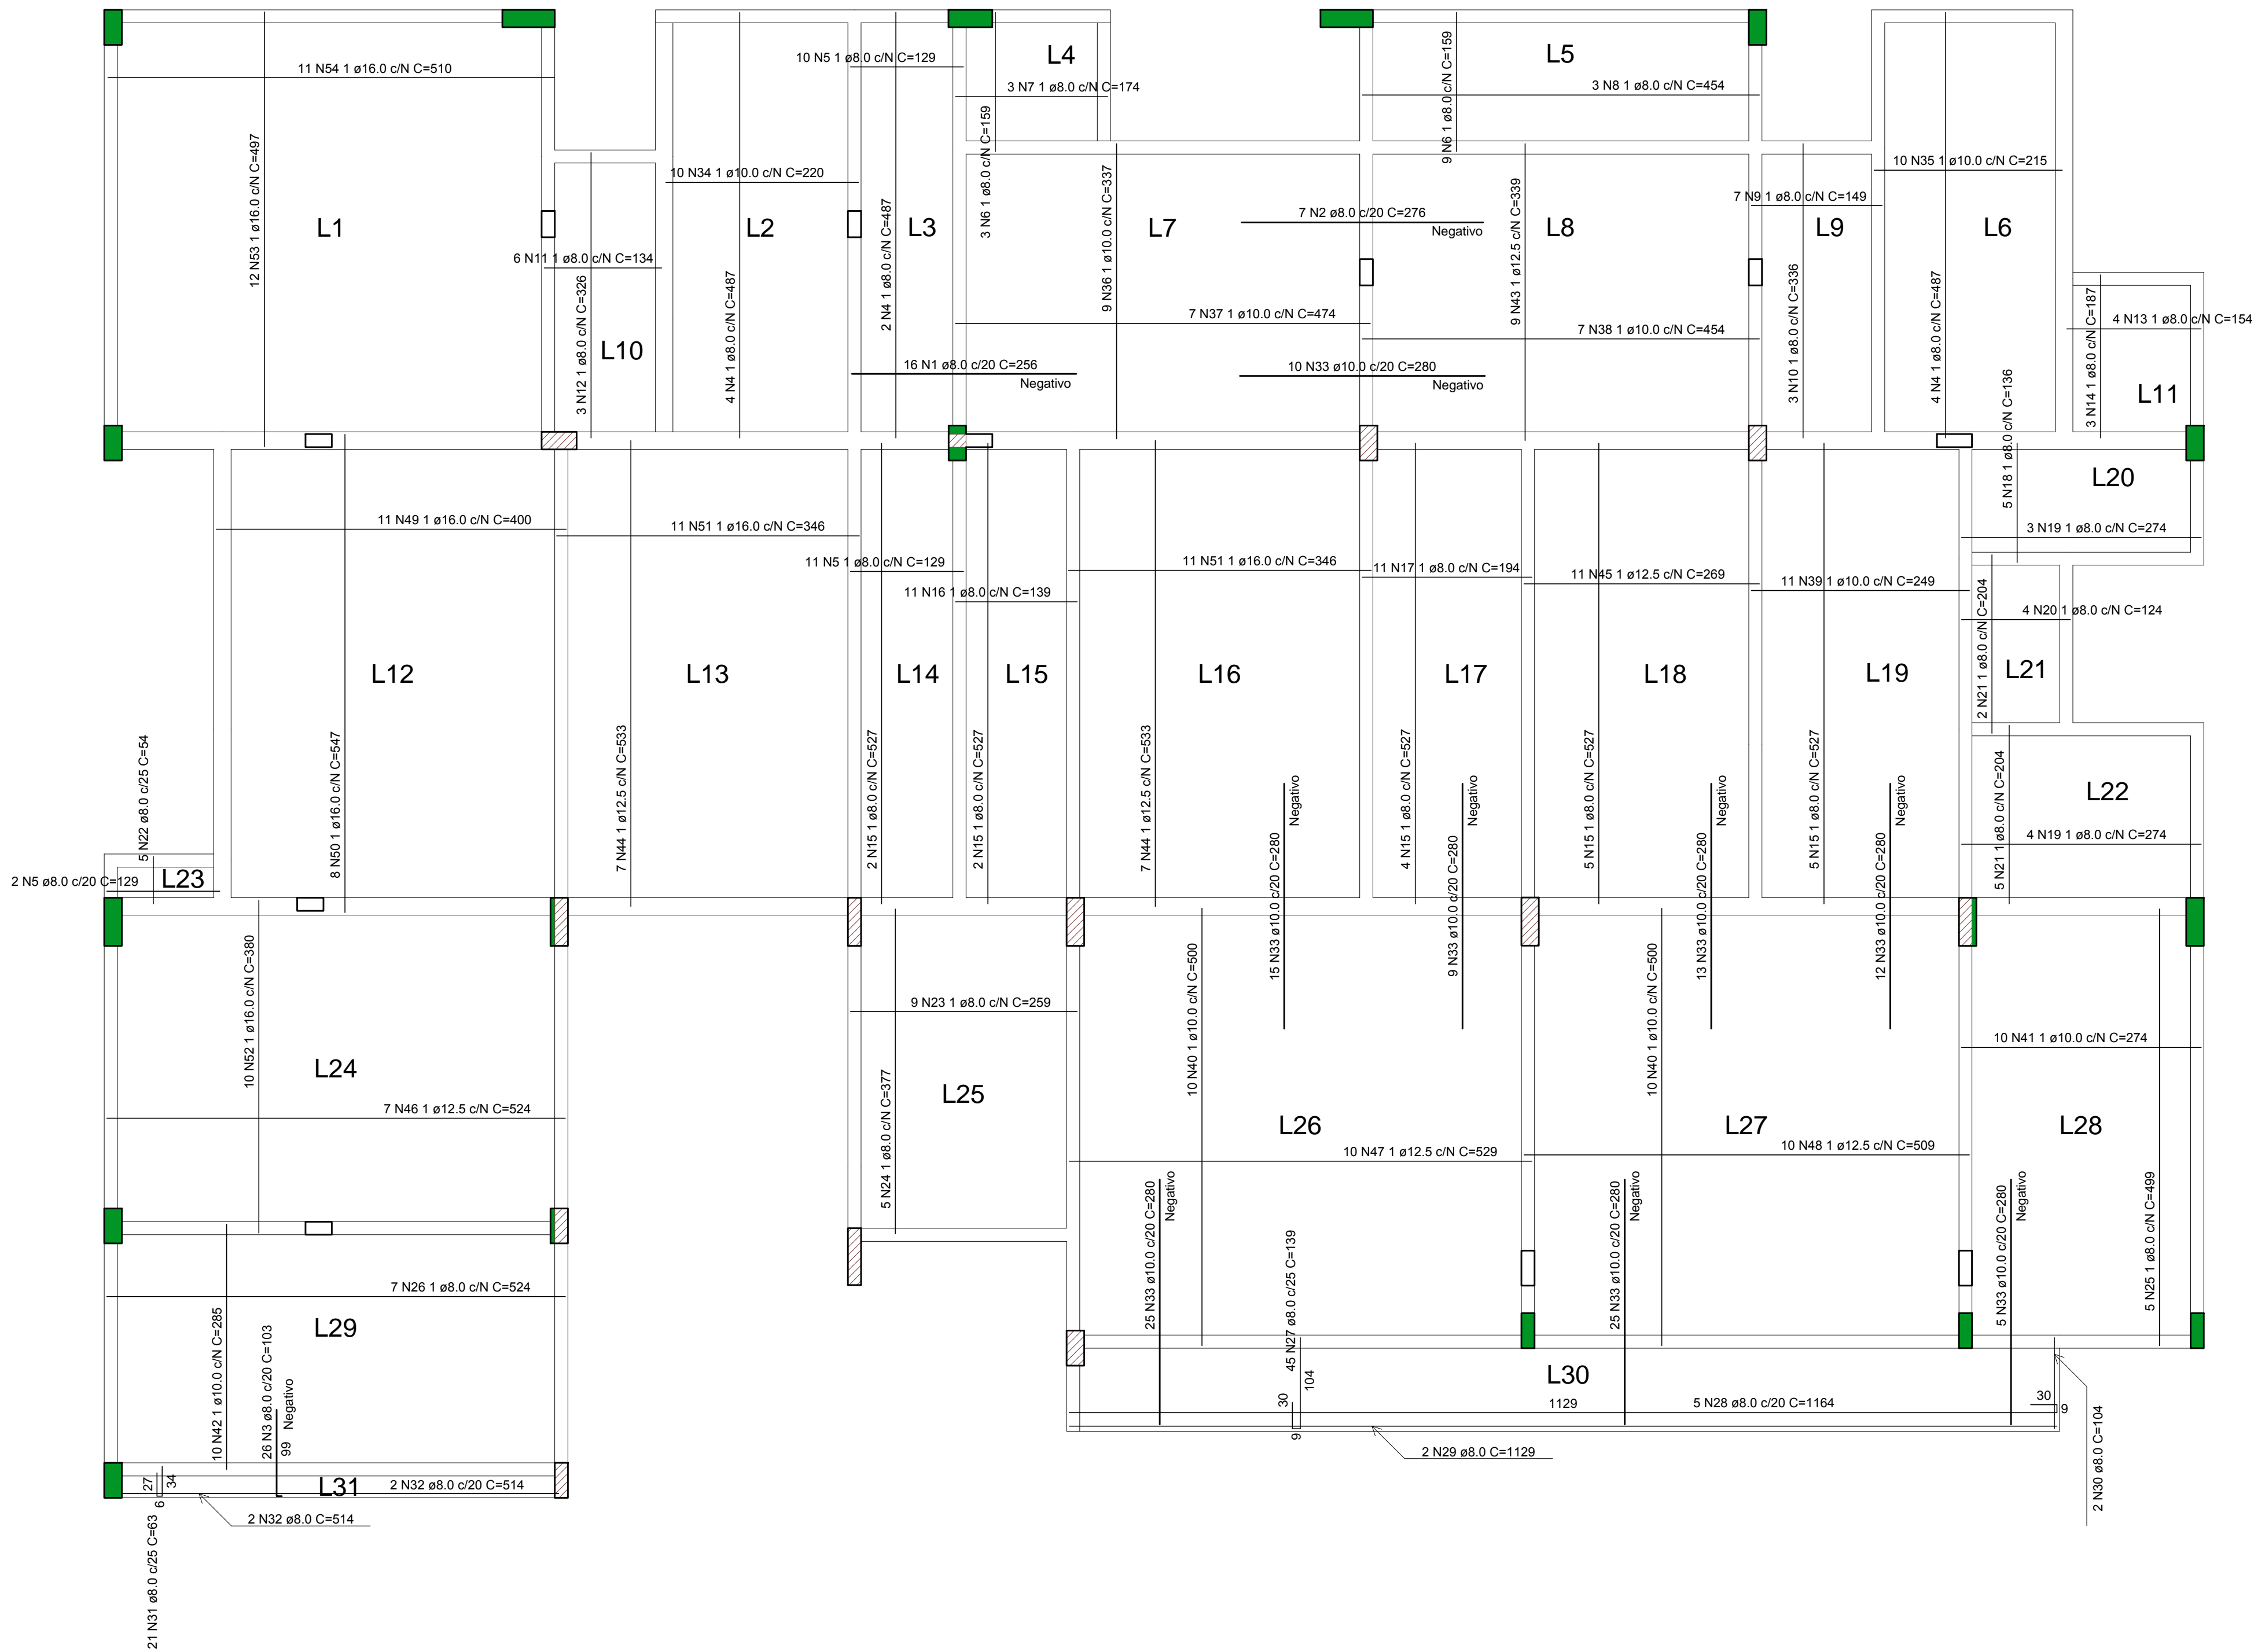 L1
11 N54 1 ø16.0 c/N C=510
12 N53 1 ø16.0 c/N C=497
10 N34 1 ø10.0 c/N C=220
L2
4 N4 1 ø8.0 c/N C=487
6 N11 1 ø8.0 c/N C=134
3 N12 1 ø8.0 c/N C=326
L10
10 N5 1 ø8.0 c/N C=129
L3
2 N4 1 ø8.0 c/N C=487
L4
3 N7 1 ø8.0 c/N C=174
3 N6 1 ø8.0 c/N C=159
16 N1 ø8.0 c/20 C=256
Negativo
L7
9 N36 1 ø10.0 c/N C=337
7 N37 1 ø10.0 c/N C=474
7 N2 ø8.0 c/20 C=276
Negativo
10 N33 ø10.0 c/20 C=280
Negativo
L5
9 N6 1 ø8.0 c/N C=159
3 N8 1 ø8.0 c/N C=454
L8
9 N43 1 ø12.5 c/N C=339
7 N38 1 ø10.0 c/N C=454
L9
7 N9 1 ø8.0 c/N C=149
3 N10 1 ø8.0 c/N C=336
L6
10 N35 1 ø10.0 c/N C=215
4 N4 1 ø8.0 c/N C=487
4 N13 1 ø8.0 c/N C=154
3 N14 1 ø8.0 c/N C=187
L11
5 N18 1 ø8.0 c/N C=136
L20
3 N19 1 ø8.0 c/N C=274
11 N49 1 ø16.0 c/N C=400
L12
8 N50 1 ø16.0 c/N C=547
11 N51 1 ø16.0 c/N C=346
L13
7 N44 1 ø12.5 c/N C=533
11 N5 1 ø8.0 c/N C=129
L14
2 N15 1 ø8.0 c/N C=527
11 N16 1 ø8.0 c/N C=139
L15
2 N15 1 ø8.0 c/N C=527
11 N51 1 ø16.0 c/N C=346
L16
7 N44 1 ø12.5 c/N C=533
15 N33 ø10.0 c/20 C=280
Negativo
11 N17 1 ø8.0 c/N C=194
L17
4 N15 1 ø8.0 c/N C=527
9 N33 ø10.0 c/20 C=280
Negativo
11 N45 1 ø12.5 c/N C=269
L18
5 N15 1 ø8.0 c/N C=527
13 N33 ø10.0 c/20 C=280
Negativo
11 N39 1 ø10.0 c/N C=249
L19
5 N15 1 ø8.0 c/N C=527
12 N33 ø10.0 c/20 C=280
Negativo
4 N20 1 ø8.0 c/N C=124
2 N21 1 ø8.0 c/N C=204
L21
L22
5 N21 1 ø8.0 c/N C=204
4 N19 1 ø8.0 c/N C=274
5 N22 ø8.0 c/25 C=54
2 N5 ø8.0 c/20 C=129
L23
10 N52 1 ø16.0 c/N C=380
L24
7 N46 1 ø12.5 c/N C=524
9 N23 1 ø8.0 c/N C=259
L25
5 N24 1 ø8.0 c/N C=377
10 N40 1 ø10.0 c/N C=500
L26
10 N47 1 ø12.5 c/N C=529
10 N40 1 ø10.0 c/N C=500
L27
10 N48 1 ø12.5 c/N C=509
10 N41 1 ø10.0 c/N C=274
L28
5 N25 1 ø8.0 c/N C=499
7 N26 1 ø8.0 c/N C=524
L29
10 N42 1 ø10.0 c/N C=285
26 N3 ø8.0 c/20 C=103
99
Negativo
25 N33 ø10.0 c/20 C=280
Negativo
45 N27 ø8.0 c/25 C=139
104
30
9
25 N33 ø10.0 c/20 C=280
Negativo
5 N33 ø10.0 c/20 C=280
Negativo
L30
1129
5 N28 ø8.0 c/20 C=1164
30
9
2 N29 ø8.0 C=1129
2 N30 ø8.0 C=104
27
34
6
L31
2 N32 ø8.0 c/20 C=514
2 N32 ø8.0 C=514
21 N31 ø8.0 c/25 C=63